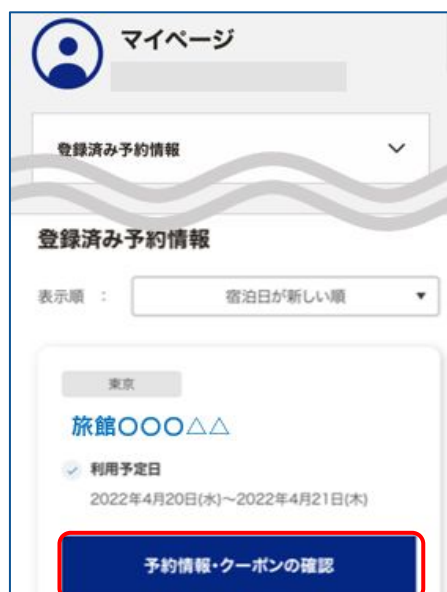 マイページ
登録済み予約情報
登録済み予約情報
表示順 : 宿泊日が新しい順 ▼
東京
旅館〇〇〇△△
利用予定日
2022年4月20日(水)～2022年4月21日(木)
予約情報・クーポンの確認